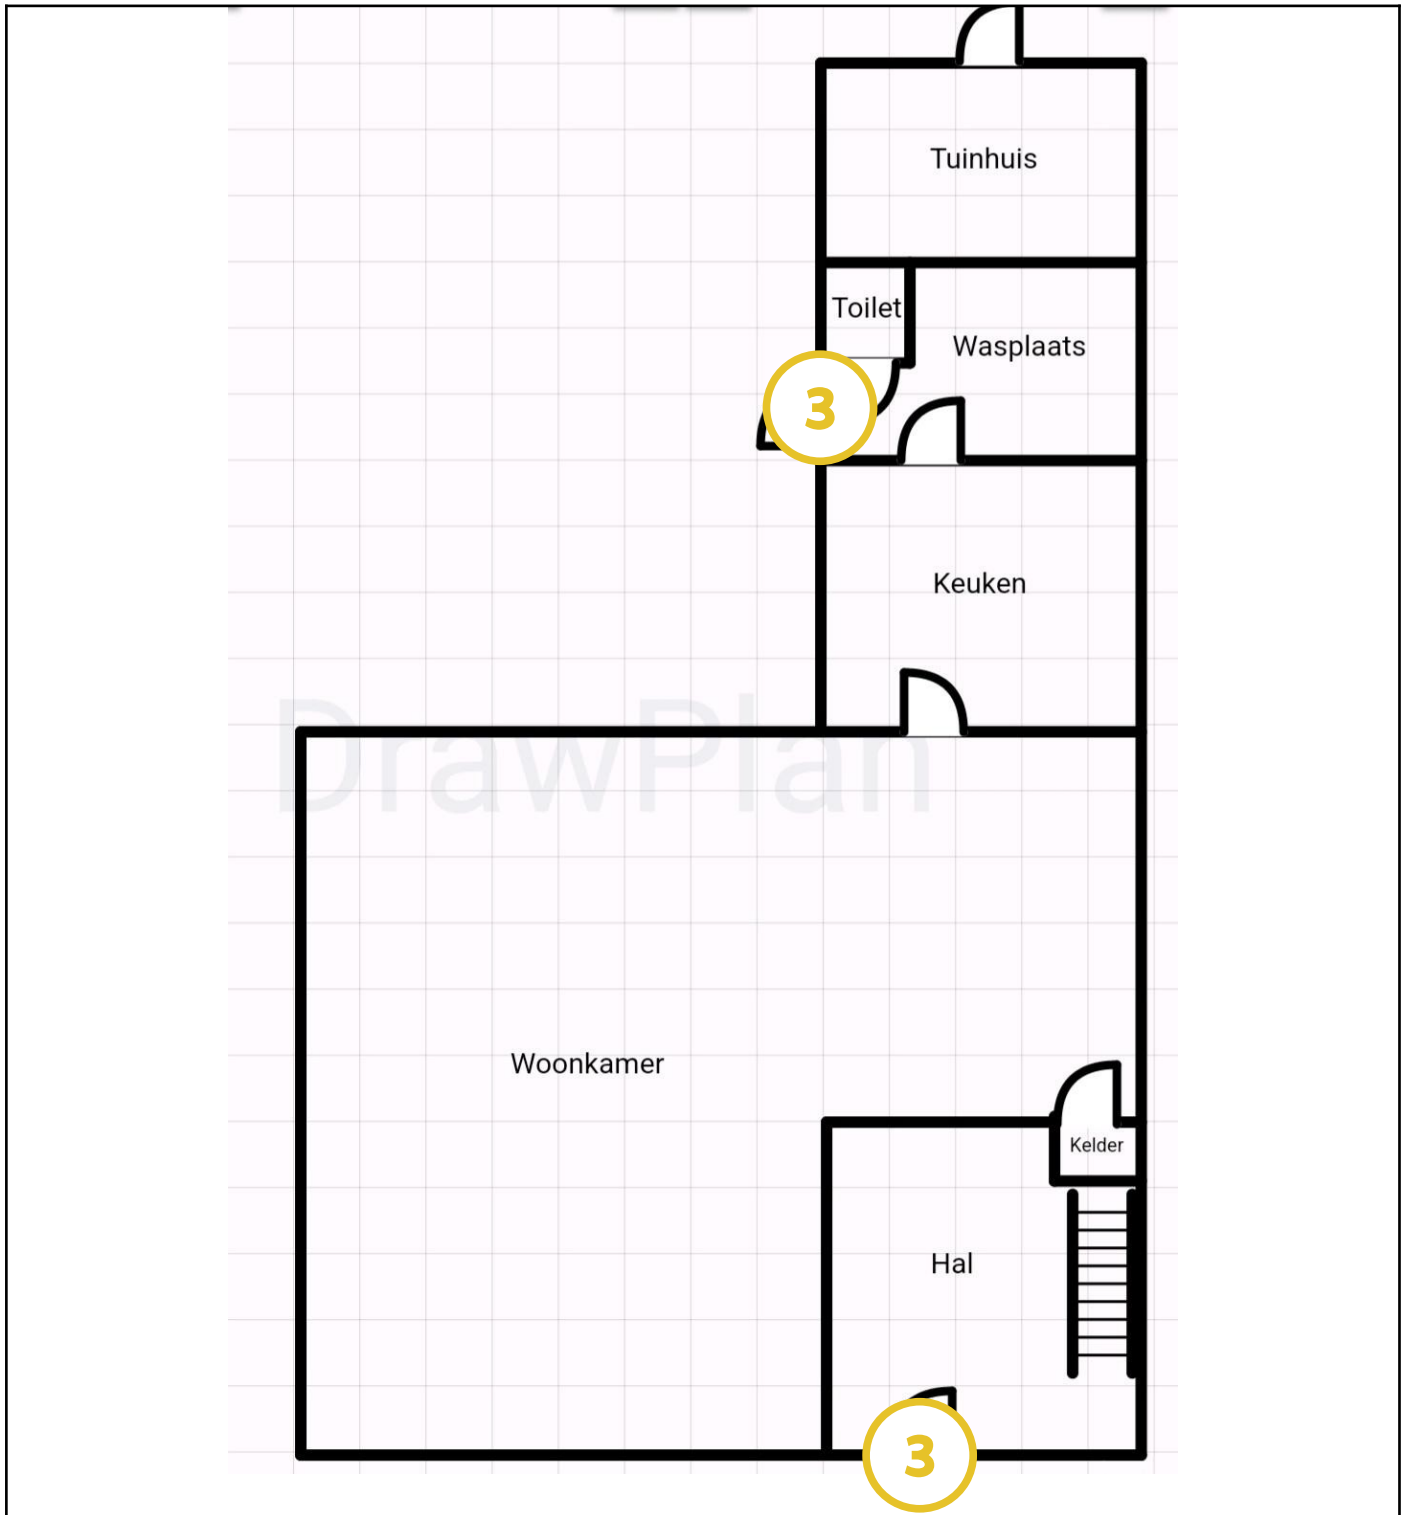 Tuinhuis
Toilet
Wasplaats
3
Keuken
DrawPlan
Woonkamer
Kelder
Hal
3